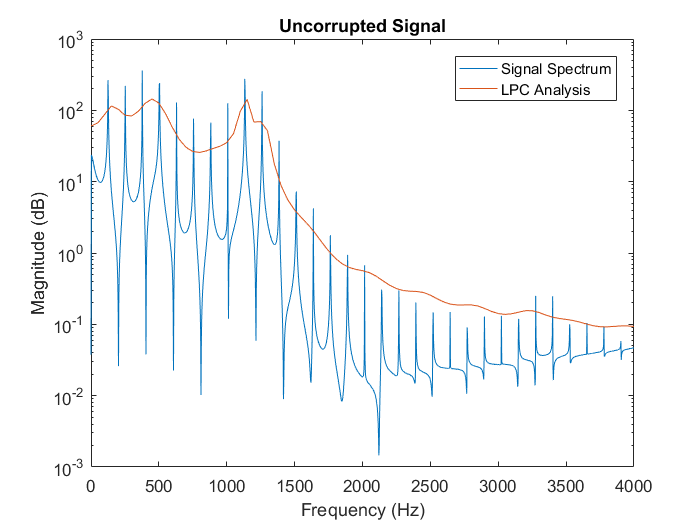 Uncorrupted Signal
Signal Spectrum
LPC Analysis
Magnitude (dB)
10^3
10^2
10^1
10^0
10^-1
10^-2
10^-3
0 500 1000 1500 2000 2500 3000 3500 4000
Frequency (Hz)